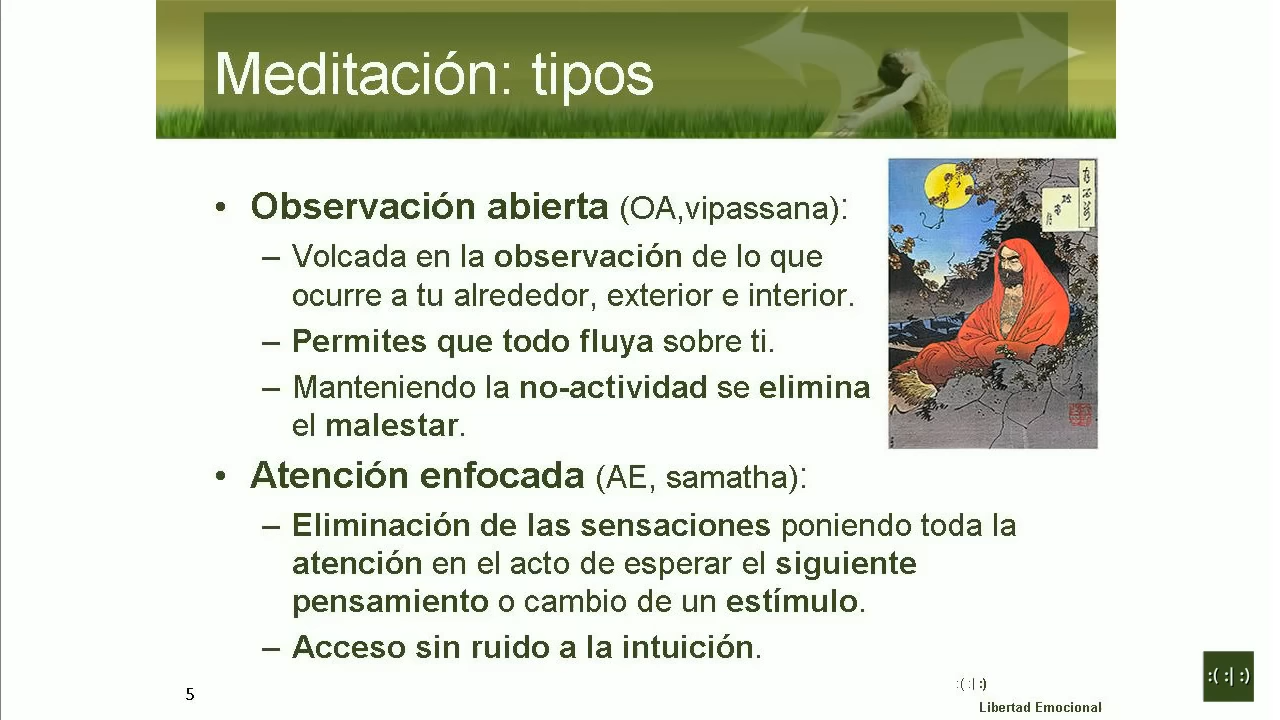 Meditación: tipos
• Observación abierta (OA,vipassana):
– Volcada en la observación de lo que
ocurre a tu alrededor, exterior e interior.
– Permites que todo fluya sobre ti.
– Manteniendo la no-actividad se elimina
el malestar.
• Atención enfocada (AE, samatha):
– Eliminación de las sensaciones poniendo toda la
atención en el acto de esperar el siguiente
pensamiento o cambio de un estímulo.
– Acceso sin ruido a la intuición.
5
:( :| :)
Libertad Emocional
:( :| :)